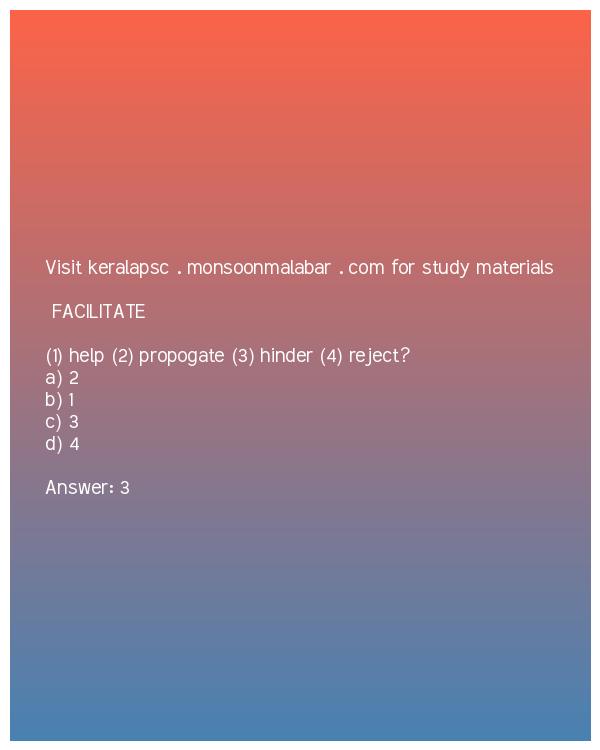 Visit keralapsc . monsoonmalabar . com for study materials
FACILITATE
(1) help (2) propogate (3) hinder (4) reject?
a) 2
b) 1
c) 3
d) 4
Answer: 3